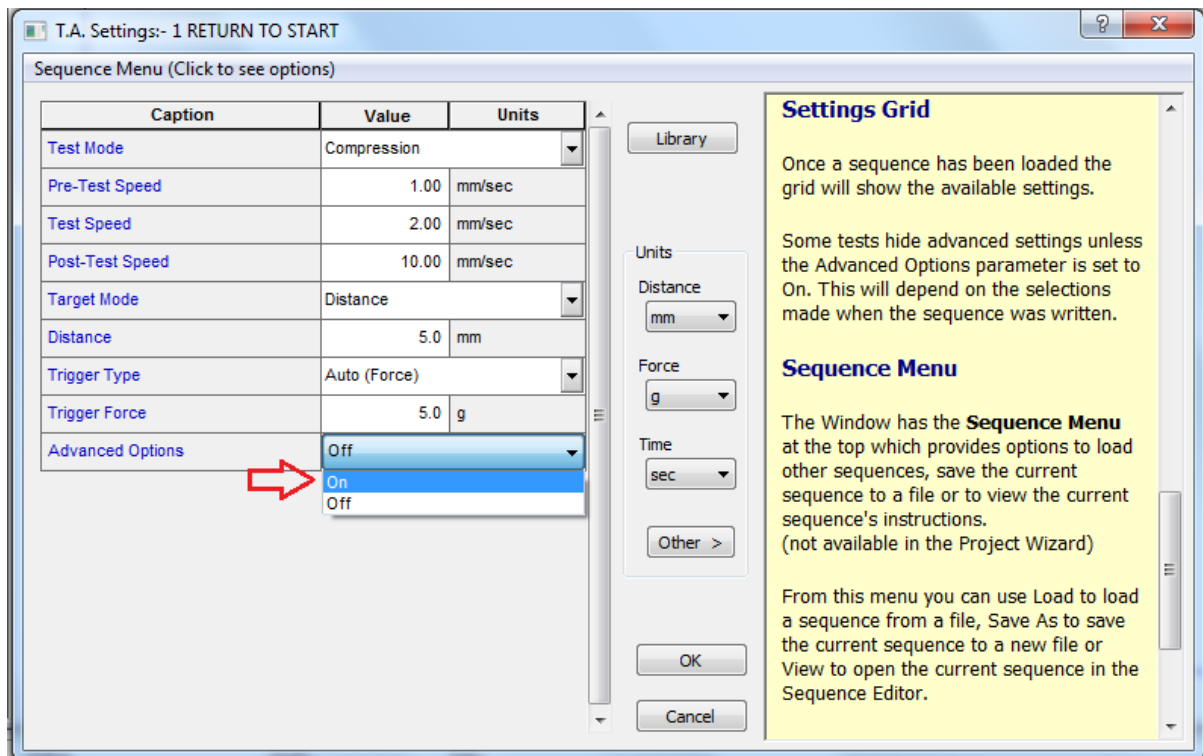 T.A. Settings:- 1 RETURN TO START
?
X
Sequence Menu (Click to see options)
Caption Value Units
Test Mode Compression
Pre-Test Speed 1.00 mm/sec
Test Speed 2.00 mm/sec
Post-Test Speed 10.00 mm/sec
Target Mode Distance
Distance 5.0 mm
Trigger Type Auto (Force)
Trigger Force 5.0 g
Advanced Options Off
On
Off
Library
Units
Distance
mm
Force
g
Time
sec
Other >
OK
Cancel
Settings Grid
Once a sequence has been loaded the
grid will show the available settings.
Some tests hide advanced settings unless
the Advanced Options parameter is set to
On. This will depend on the selections
made when the sequence was written.
Sequence Menu
The Window has the Sequence Menu
at the top which provides options to load
other sequences, save the current
sequence to a file or to view the current
sequence's instructions.
(not available in the Project Wizard)
From this menu you can use Load to load
a sequence from a file, Save As to save
the current sequence to a new file or
View to open the current sequence in the
Sequence Editor.